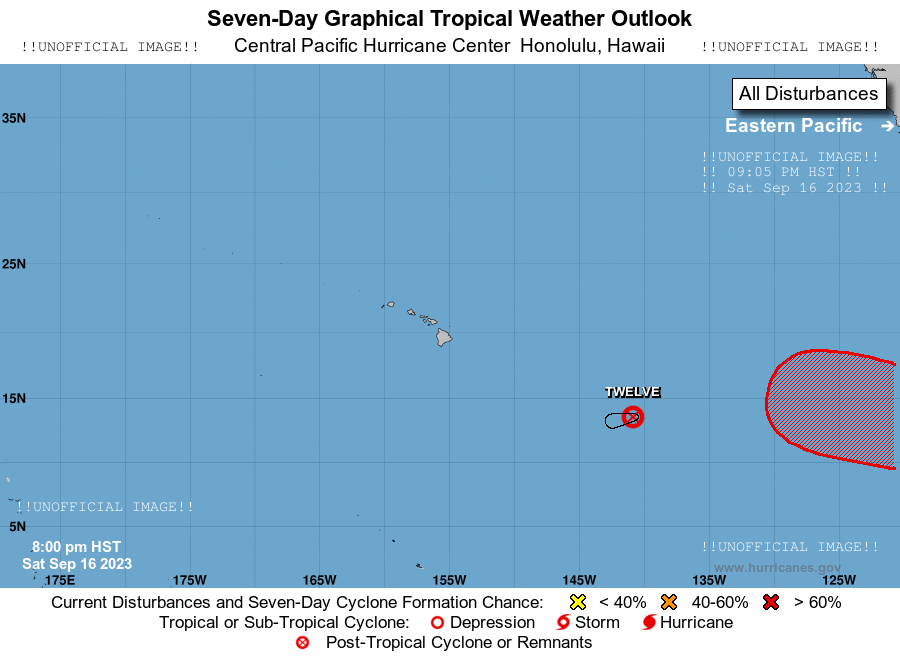 Seven-Day Graphical Tropical Weather Outlook
!!UNOFFICIAL IMAGE!! Central Pacific Hurricane Center Honolulu, Hawaii !!UNOFFICIAL IMAGE!!
All Disturbances
35N
Eastern Pacific
!!UNOFFICIAL IMAGE!!
!! 09:05 PM HST !!
!! Sat Sep 16 2023 !!
25N
TWELVE
15N
!!UNOFFICIAL IMAGE!!
5N
8:00 pm HST
Sat Sep 16 2023
!!UNOFFICIAL IMAGE!!
www.hurricanes.gov
175E 175W 165W 155W 145W 135W 125W
Current Disturbances and Seven-Day Cyclone Formation Chance: < 40% 40-60% > 60%
Tropical or Sub-Tropical Cyclone: Depression Storm Hurricane
Post-Tropical Cyclone or Remnants